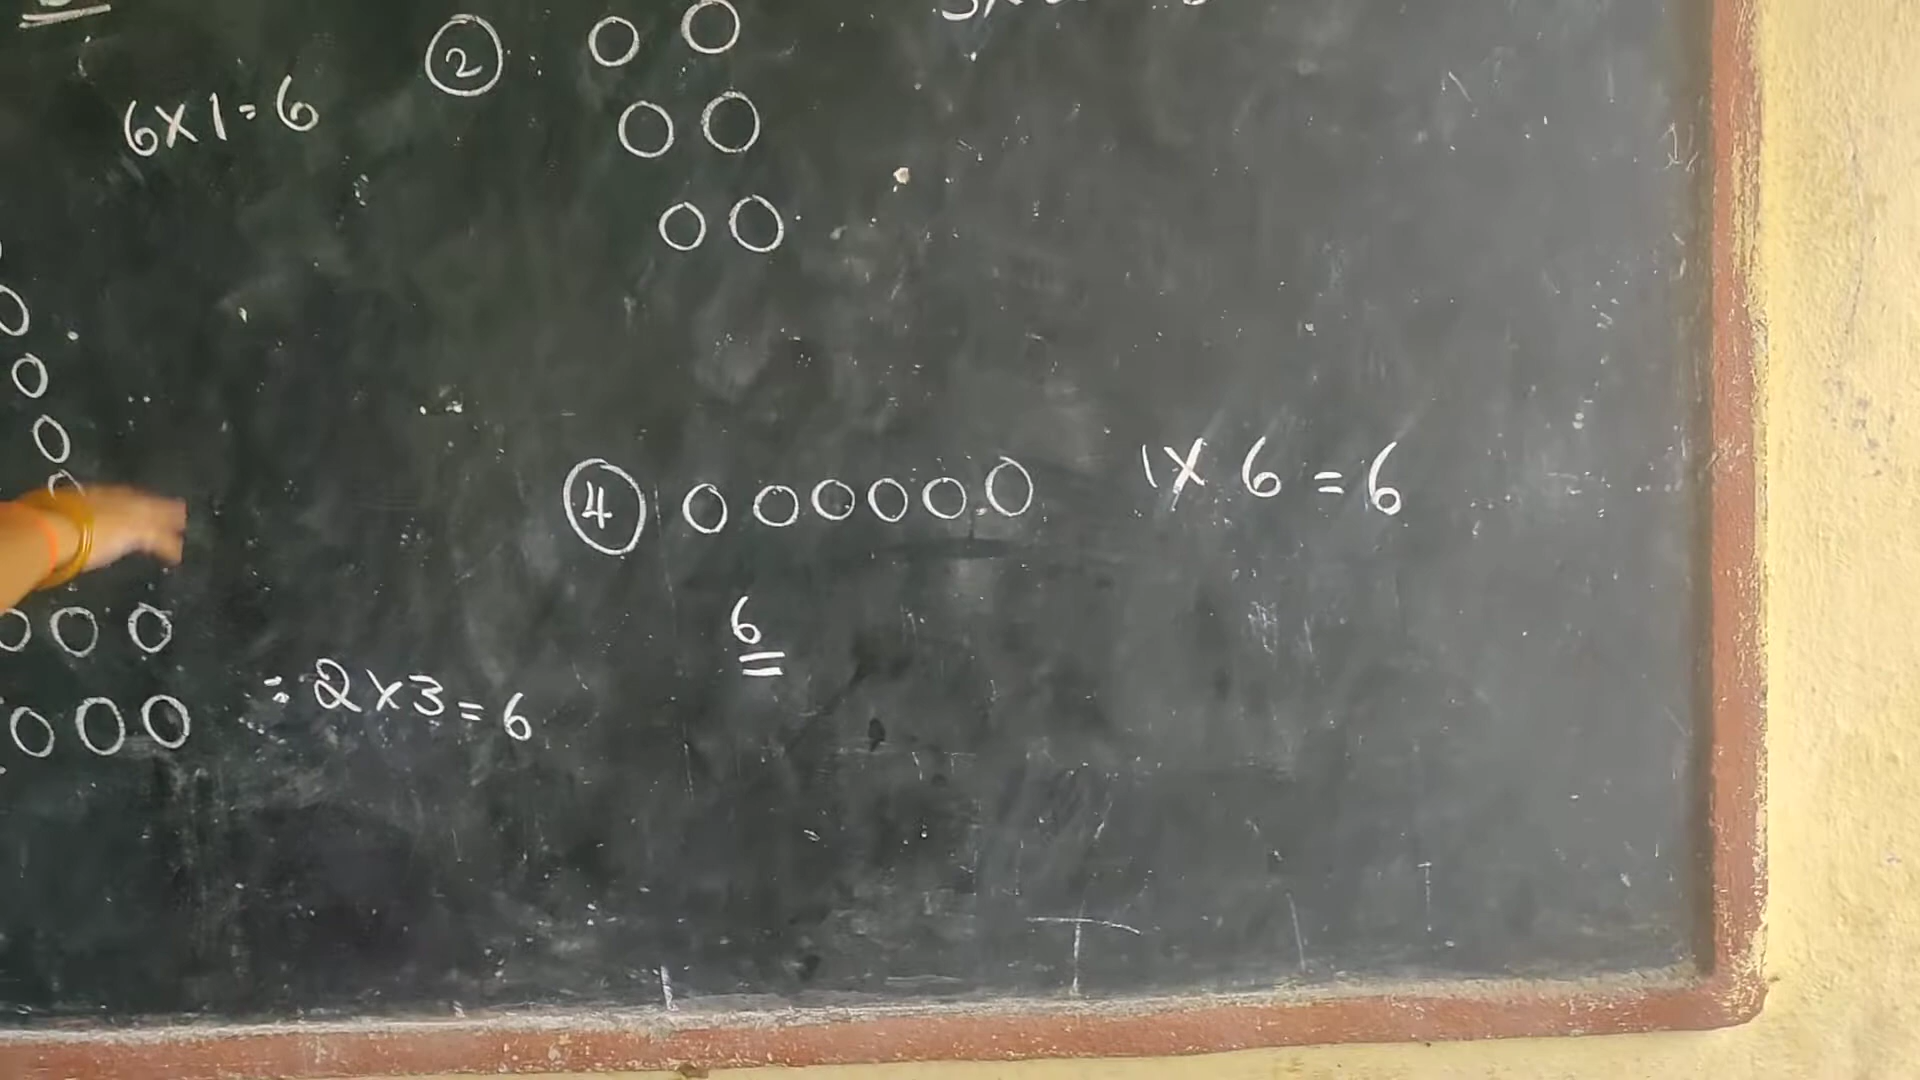 6×1=6
②
④ 1× 6 = 6
6
= 2×3=6